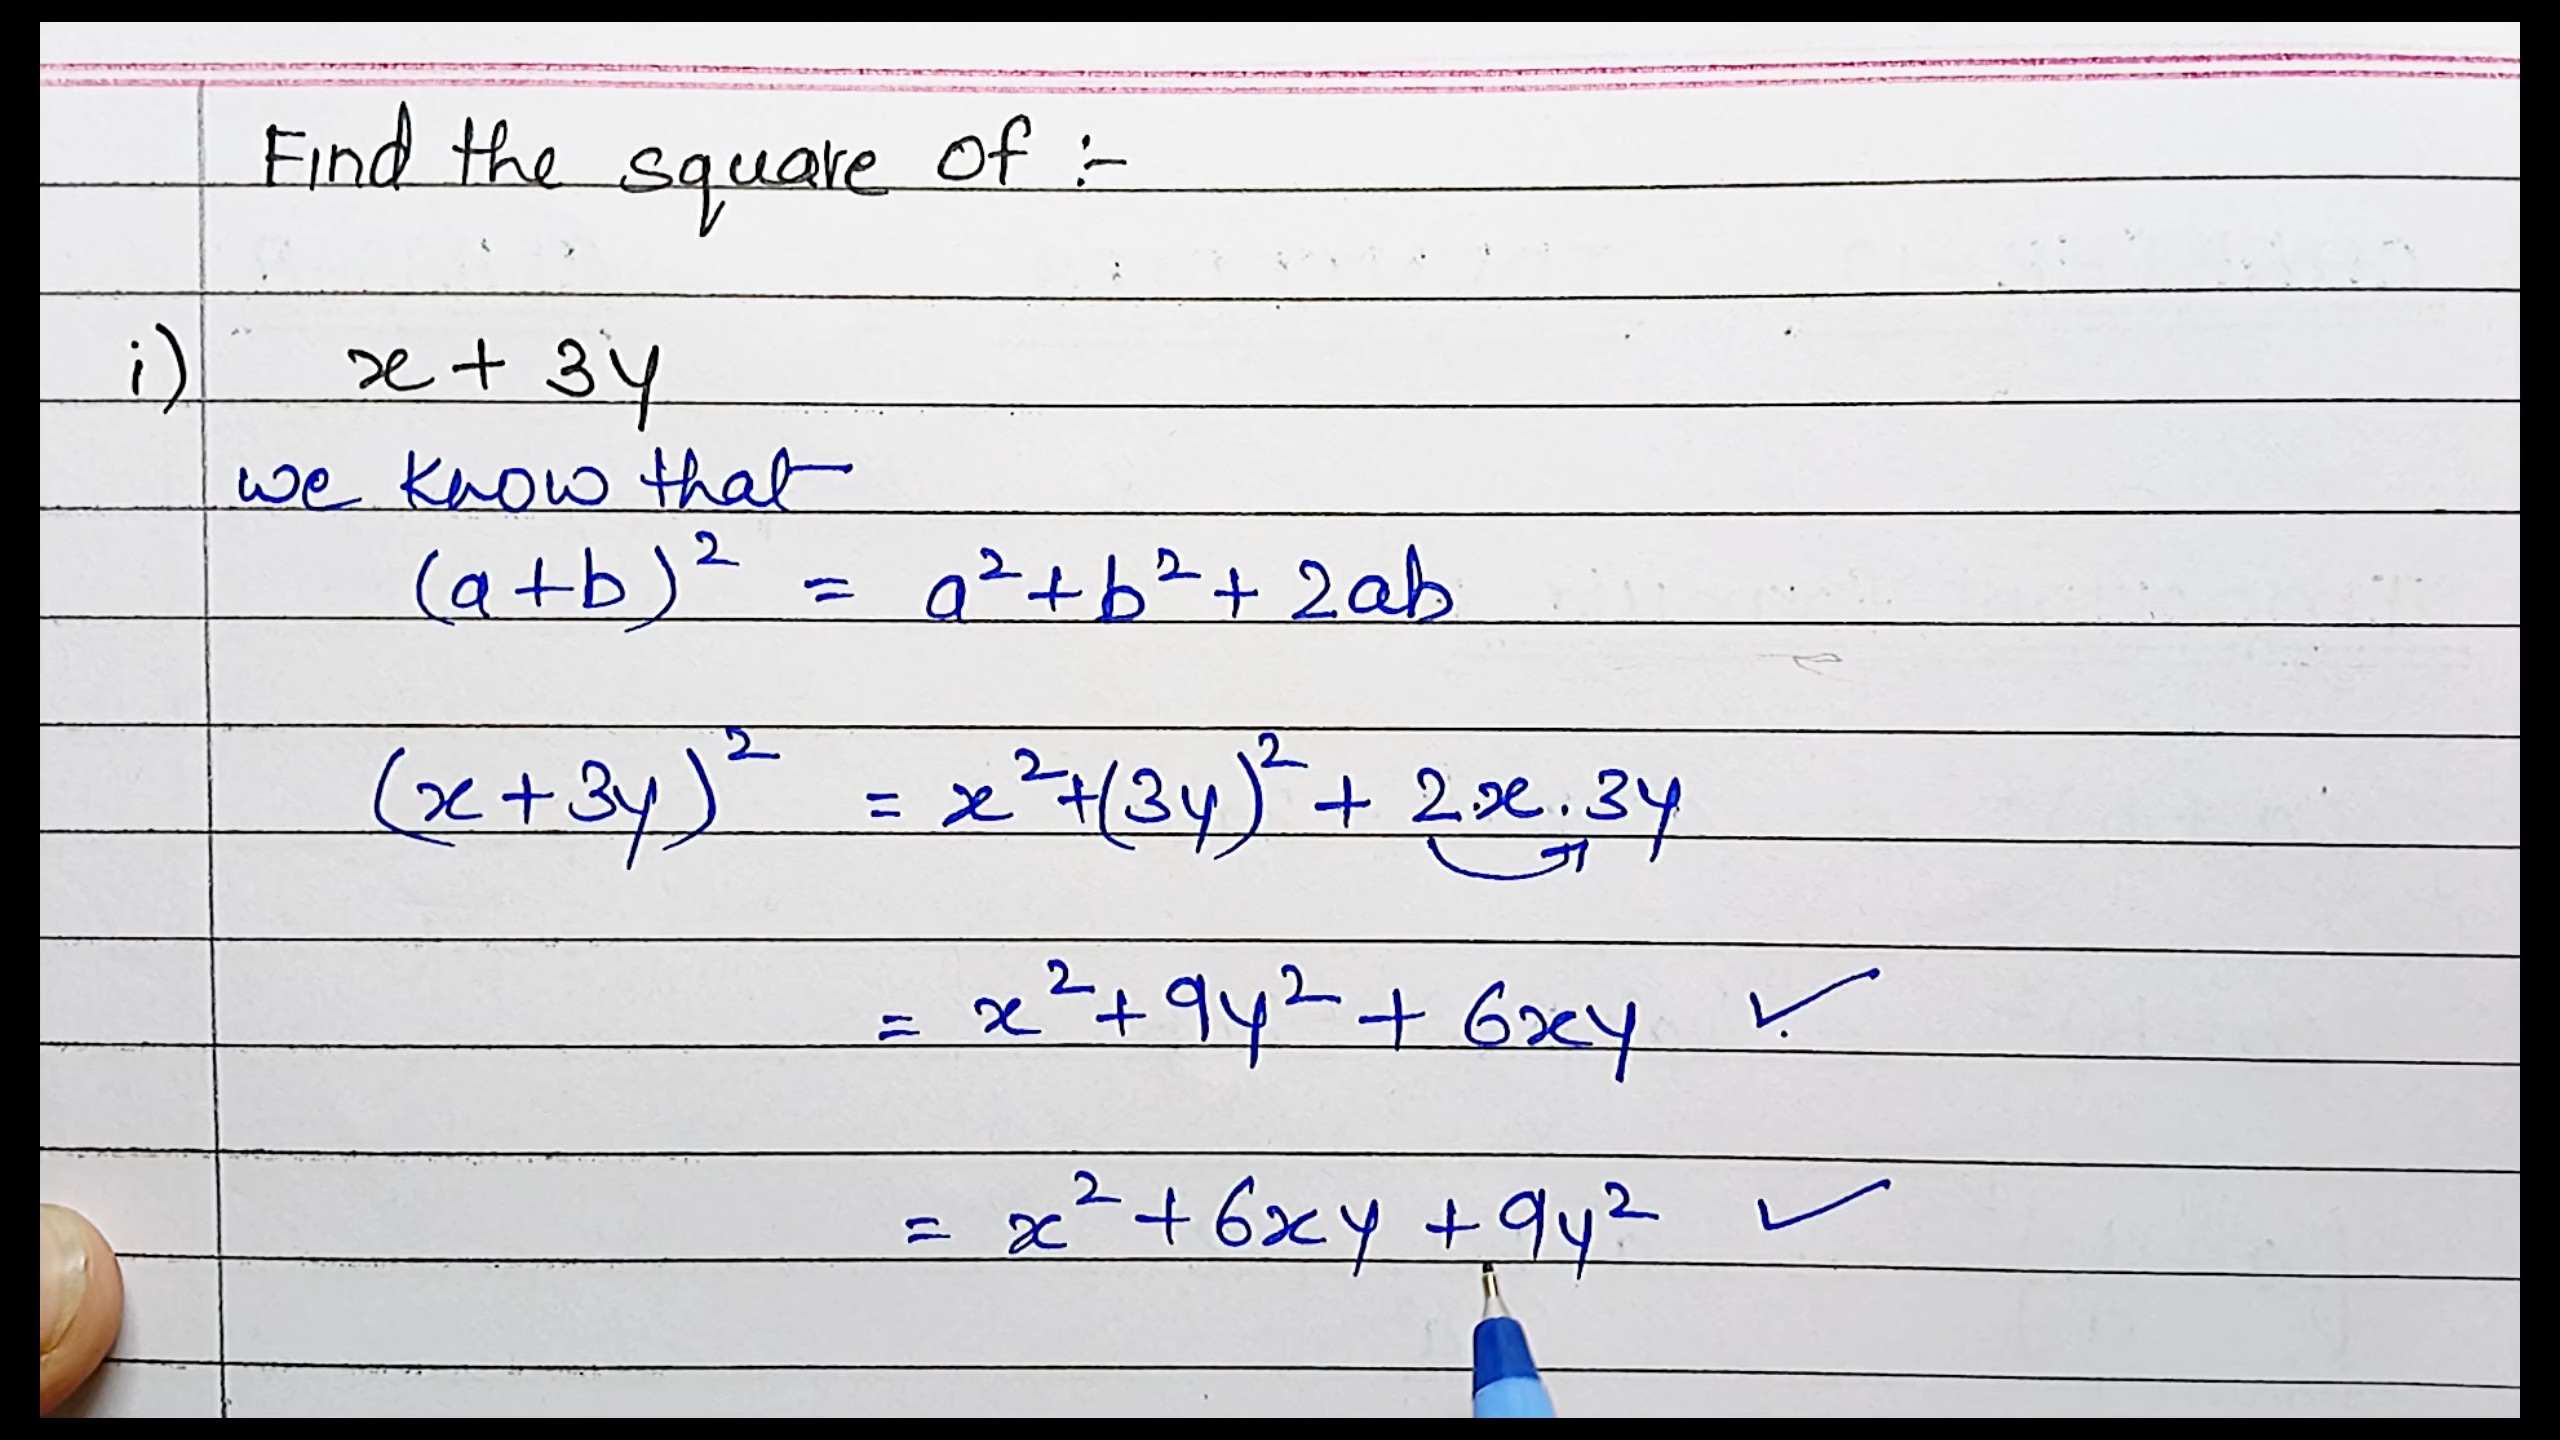 Find the square of :-
i) x + 3y
we know that
(a+b)² = a²+b²+ 2ab
(x+3y)² = x²+(3y)² + 2.x.3y
= x²+9y² + 6xy ✓
= x²+6xy +9y² ✓